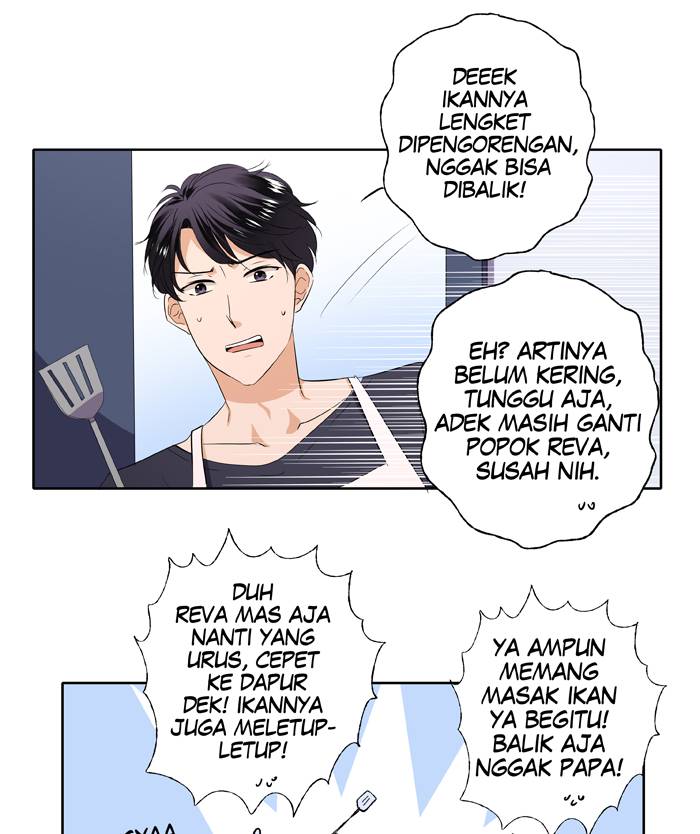 DEEEK
IKANNYA
LENGKET
DIPENGORENGAN,
NGGAK BISA
DIBALIK!
EH? ARTINYA
BELUM KERING,
TUNGGU AJA,
ADEK MASIH GANTI
POPOK REVA,
SUSAH NIH.
DUH
REVA MAS AJA
NANTI YANG
URUS, CEPET
KE DAPUR
DEK! IKANNYA
JUGA MELETUP-
LETUP!
YA AMPUN
MEMANG
MASAK IKAN
YA BEGITU!
BALIK AJA
NGGAK PAPA!